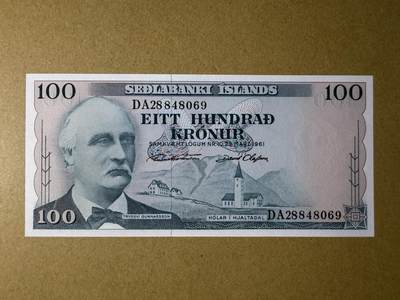 100 SEÐLABANKI ÍSLANDS 100
DA28848069
EITT HUNDRAÐ
KRÓNUR
SAMKVÆMT LÖGUM NR. 10 29. MARZ 1961
100 TRYGGVI GUNNARSSON HÓLAR Í HJALTADAL DA28848069